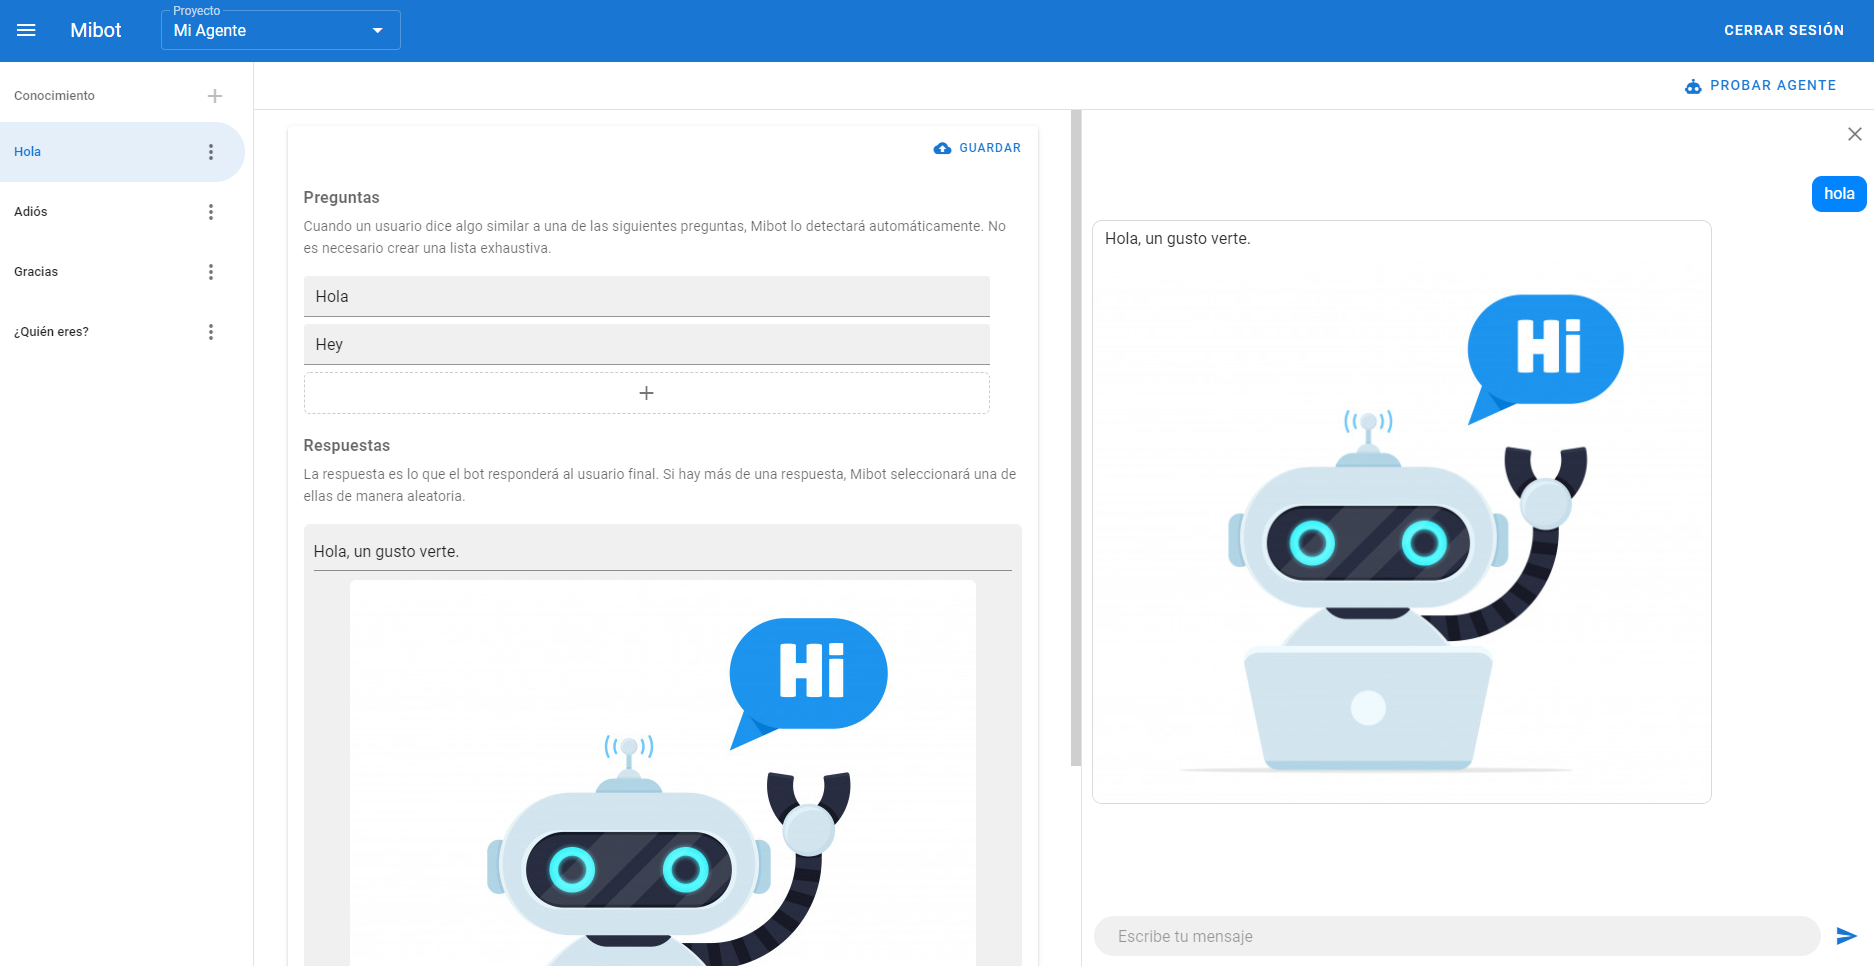 Mibot
Proyecto
Mi Agente
CERRAR SESIÓN
Conocimiento
Hola
Adiós
Gracias
¿Quién eres?
PROBAR AGENTE
GUARDAR
Preguntas
Cuando un usuario dice algo similar a una de las siguientes preguntas, Mibot lo detectará automáticamente. No
es necesario crear una lista exhaustiva.
Hola
Hey
Respuestas
La respuesta es lo que el bot responderá al usuario final. Si hay más de una respuesta, Mibot seleccionará una de
ellas de manera aleatoria.
Hola, un gusto verte.
Hi
hola
Hola, un gusto verte.
Hi
Escribe tu mensaje